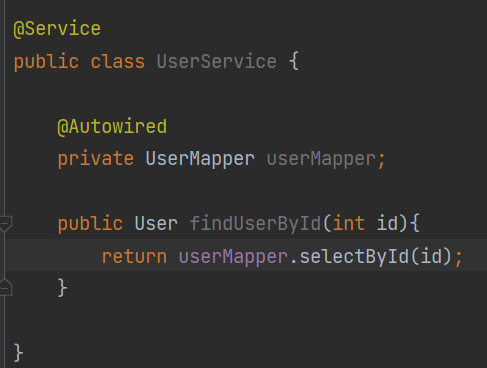 @Service
public class UserService {
@Autowired
private UserMapper userMapper;
public User findUserById(int id){
return userMapper.selectById(id);
}
}